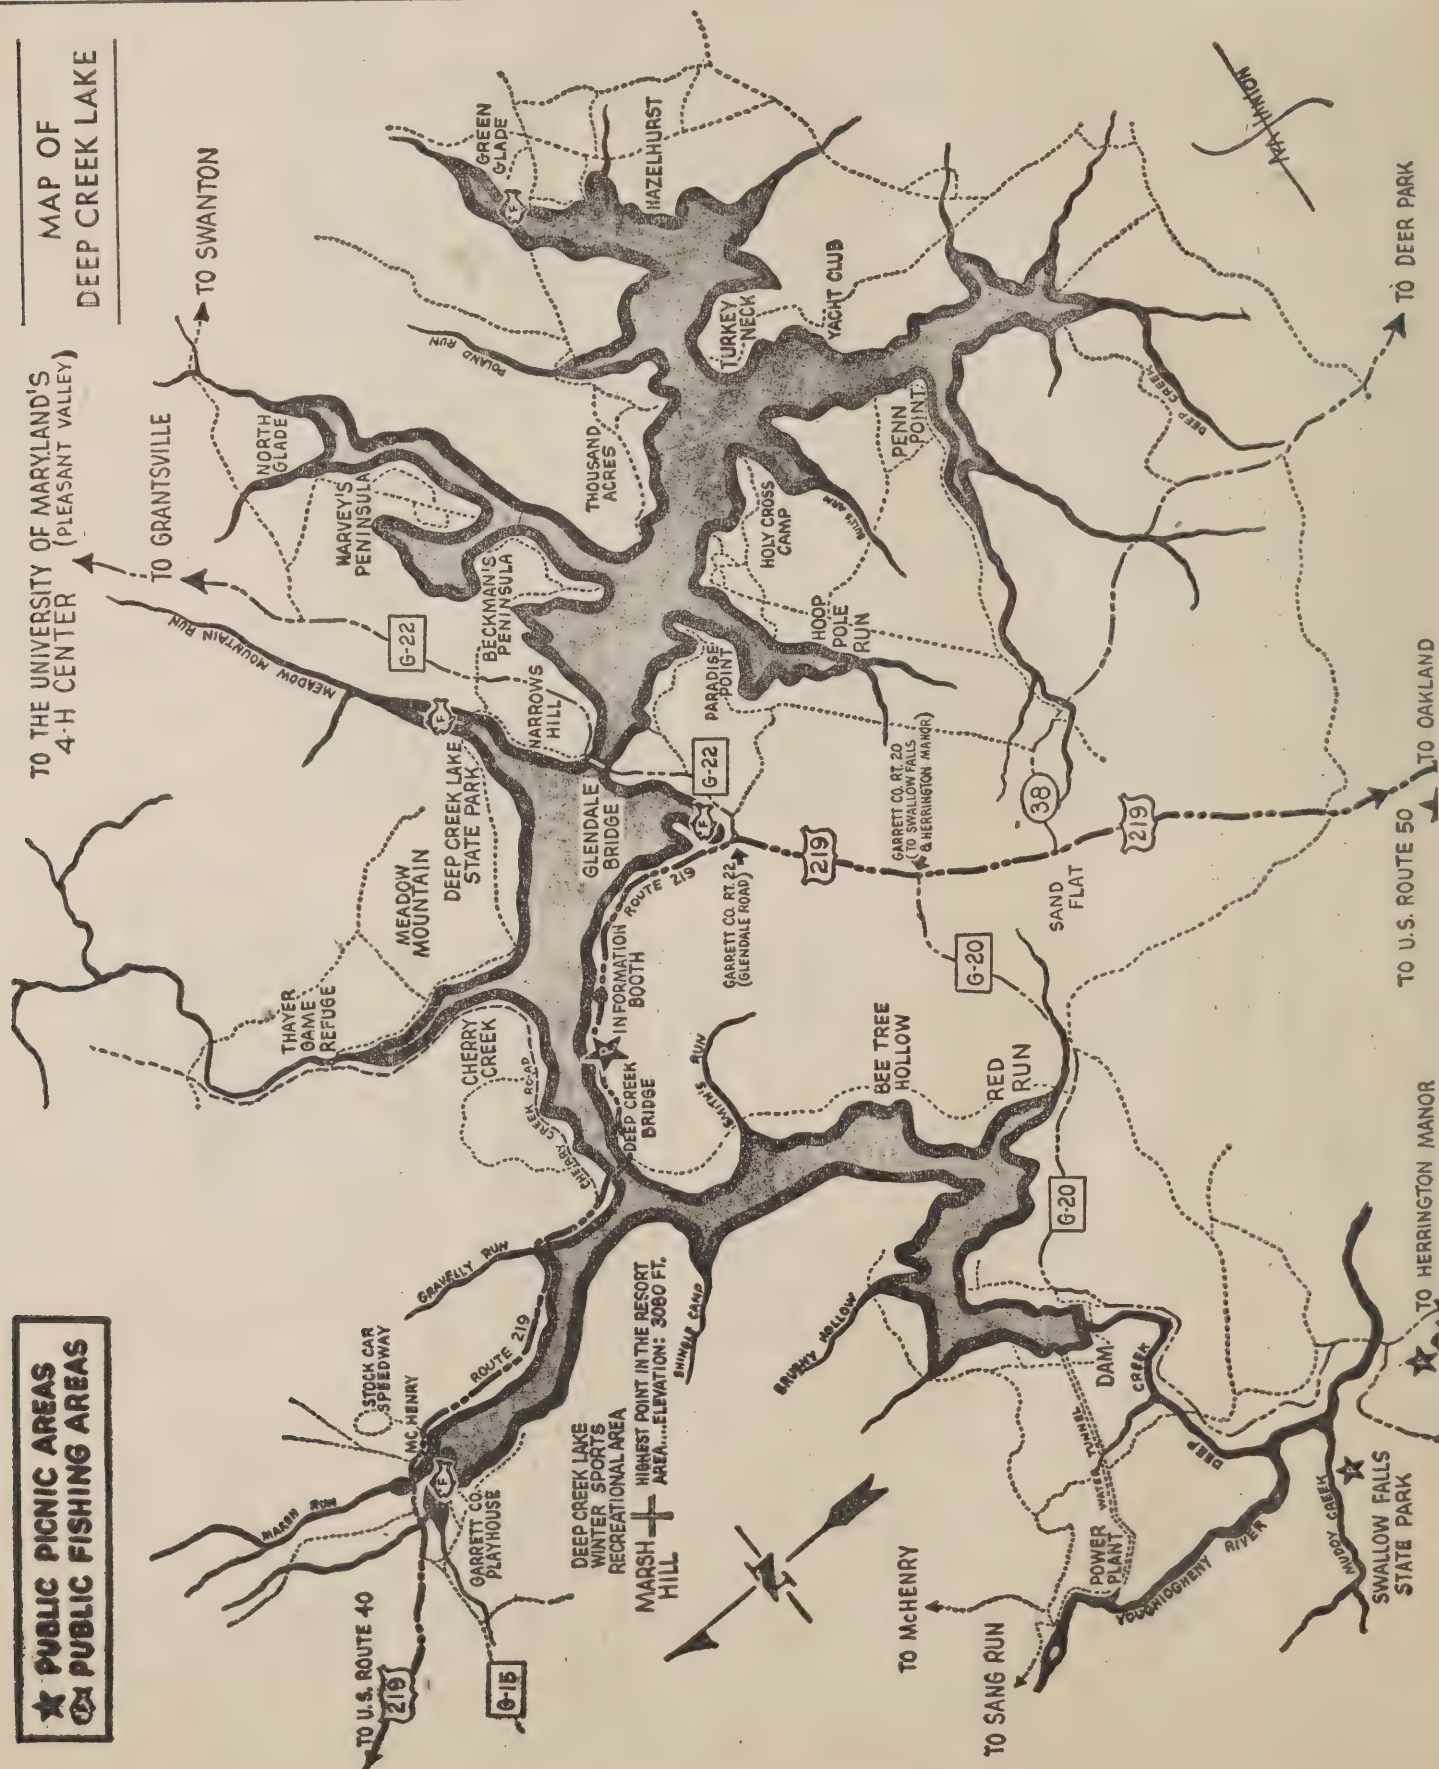 MAP OF
DEEP CREEK LAKE
PUBLIC PICNIC AREAS
F PUBLIC FISHING AREAS
TO THE UNIVERSITY OF MARYLAND'S
4-H CENTER (PLEASANT VALLEY)
TO GRANTSVILLE
TO SWANTON
NORTH
GLADE
HARVEY'S
PENINSULA
MEADOW MOUNTAIN RUN
G-22
BECKMAN'S
PENINSULA
NARROWS
HILL
F
DEEP CREEK LAKE
STATE PARK
MEADOW
MOUNTAIN
THAYER
GAME
REFUGE
CHERRY
CREEK
CHERRY CREEK ROAD
GLENDALE
BRIDGE
ROUTE 219
INFORMATION
BOOTH
P
DEEP CREEK
BRIDGE
GREEN
GLADE
F
HAZELHURST
POLAND
RUN
THOUSAND
ACRES
TURKEY
NECK
YACHT CLUB
PENN
POINT
HOLY CROSS
CAMP
BULL'S ARM
HOOP
POLE
RUN
PARADISE
POINT
G-22
F
GARRETT CO. RT. 22
(GLENDALE ROAD)
219
GARRETT CO. RT. 20
(TO SWALLOW FALLS
& HERRINGTON MANOR)
38
219
SAND
FLAT
G-20
DEEP CREEK
TO DEER PARK
TO OAKLAND
TO U.S. ROUTE 50
SMITH'S RUN
BEE TREE
HOLLOW
RED
RUN
G-20
GRAVELLY RUN
ROUTE 219
STOCK CAR
SPEEDWAY
MC HENRY
F
MARSH RUN
GARRETT CO.
PLAYHOUSE
TO U.S. ROUTE 40
219
G-15
DEEP CREEK LAKE
WINTER SPORTS
RECREATIONAL AREA
MARSH
HILL
HIGHEST POINT IN THE RESORT
AREA....ELEVATION: 3080 FT.
SHINGLE CAMP
BRUSHY HOLLOW
DAM
DEEP CREEK
WATER TUNNEL
POWER
PLANT
YOUGHIOGHENY RIVER
MUDDY CREEK
SWALLOW FALLS
STATE PARK
TO McHENRY
TO SANG RUN
TO HERRINGTON MANOR